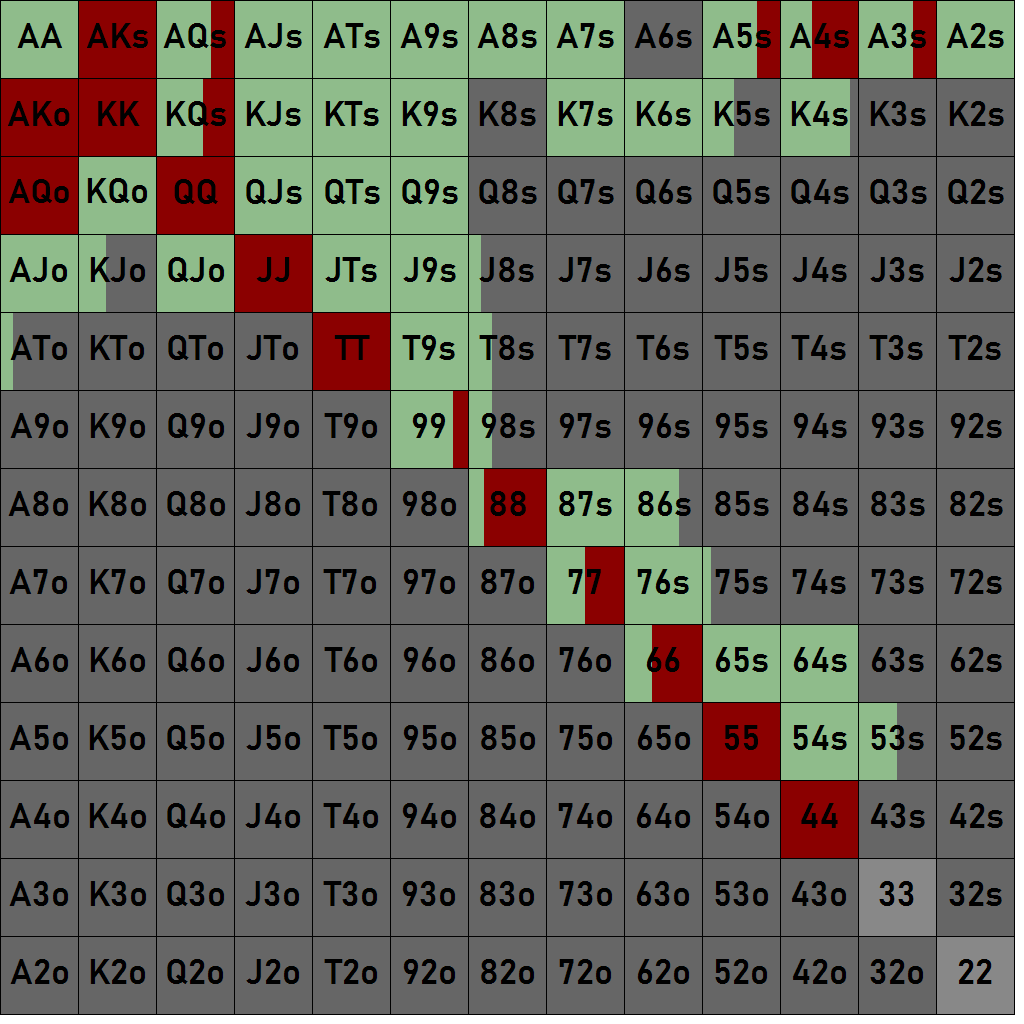 AA AKs AQs AJs ATs A9s A8s A7s A6s A5s A4s A3s A2s
AKo KK KQs KJs KTs K9s K8s K7s K6s K5s K4s K3s K2s
AQo KQo QQ QJs QTs Q9s Q8s Q7s Q6s Q5s Q4s Q3s Q2s
AJo KJo QJo JJ JTs J9s J8s J7s J6s J5s J4s J3s J2s
ATo KTo QTo JTo TT T9s T8s T7s T6s T5s T4s T3s T2s
A9o K9o Q9o J9o T9o 99 98s 97s 96s 95s 94s 93s 92s
A8o K8o Q8o J8o T8o 98o 88 87s 86s 85s 84s 83s 82s
A7o K7o Q7o J7o T7o 97o 87o 77 76s 75s 74s 73s 72s
A6o K6o Q6o J6o T6o 96o 86o 76o 66 65s 64s 63s 62s
A5o K5o Q5o J5o T5o 95o 85o 75o 65o 55 54s 53s 52s
A4o K4o Q4o J4o T4o 94o 84o 74o 64o 54o 44 43s 42s
A3o K3o Q3o J3o T3o 93o 83o 73o 63o 53o 43o 33 32s
A2o K2o Q2o J2o T2o 92o 82o 72o 62o 52o 42o 32o 22